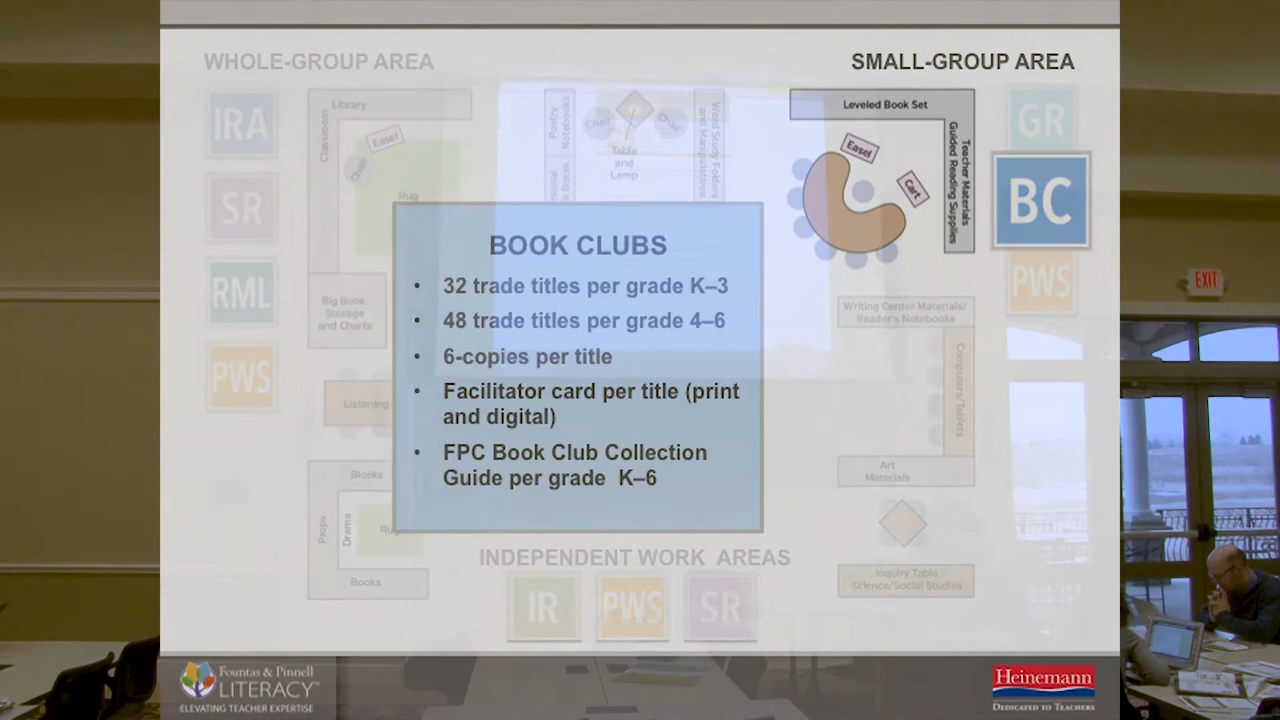 WHOLE-GROUP AREA
SMALL-GROUP AREA
IRA
SR
RML
PWS
Library
Classroom
Easel
Chair
Rug
Big Book
Storage
and Charts
Listening
Blocks
Props
Drama
Books
Poetry
Notebooks
Boxes
Chair
Chair
Table
and
Lamp
Word Study Folders
and Manipulatives
Leveled Book Set
Easel
Cart
Teacher Materials
Guided Reading Supplies
GR
BC
PWS
Writing Center Materials/
Reader's Notebooks
Computers/Tablets
Art
Materials
Inquiry Table
Science/Social Studies
BOOK CLUBS
• 32 trade titles per grade K–3
• 48 trade titles per grade 4–6
• 6-copies per title
• Facilitator card per title (print
and digital)
• FPC Book Club Collection
Guide per grade K–6
INDEPENDENT WORK AREAS
IR
PWS
SR
Fountas & Pinnell
LITERACY™
ELEVATING TEACHER EXPERTISE
Heinemann
DEDICATED TO TEACHERS
EXIT